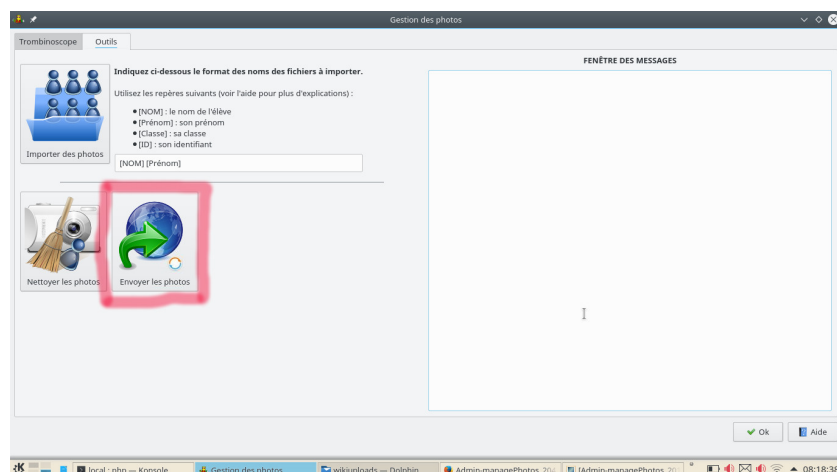 Gestion des photos
Trombinoscope
Outils
Importer des photos
Indiquez ci-dessous le format des noms des fichiers à importer.
Utilisez les repères suivants (voir l'aide pour plus d'explications) :
[NOM] : le nom de l'élève
[Prénom] : son prénom
[Classe] : sa classe
[ID] : son identifiant
[NOM] [Prénom]
Nettoyer les photos
Envoyer les photos
FENÊTRE DES MESSAGES
Ok
Aide
local : php — Konsole
Gestion des photos
wikiuploads — Dolphin
Admin-managePhotos_204
[Admin-managePhotos_20
08:18:39